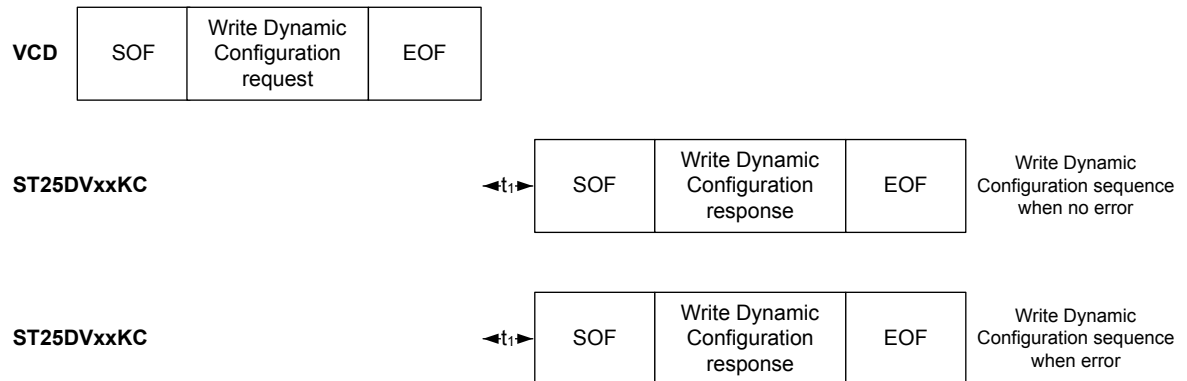 VCD
SOF
Write Dynamic
Configuration
request
EOF
ST25DVxxKC
t1
SOF
Write Dynamic
Configuration
response
EOF
Write Dynamic
Configuration sequence
when no error
ST25DVxxKC
t1
SOF
Write Dynamic
Configuration
response
EOF
Write Dynamic
Configuration sequence
when error